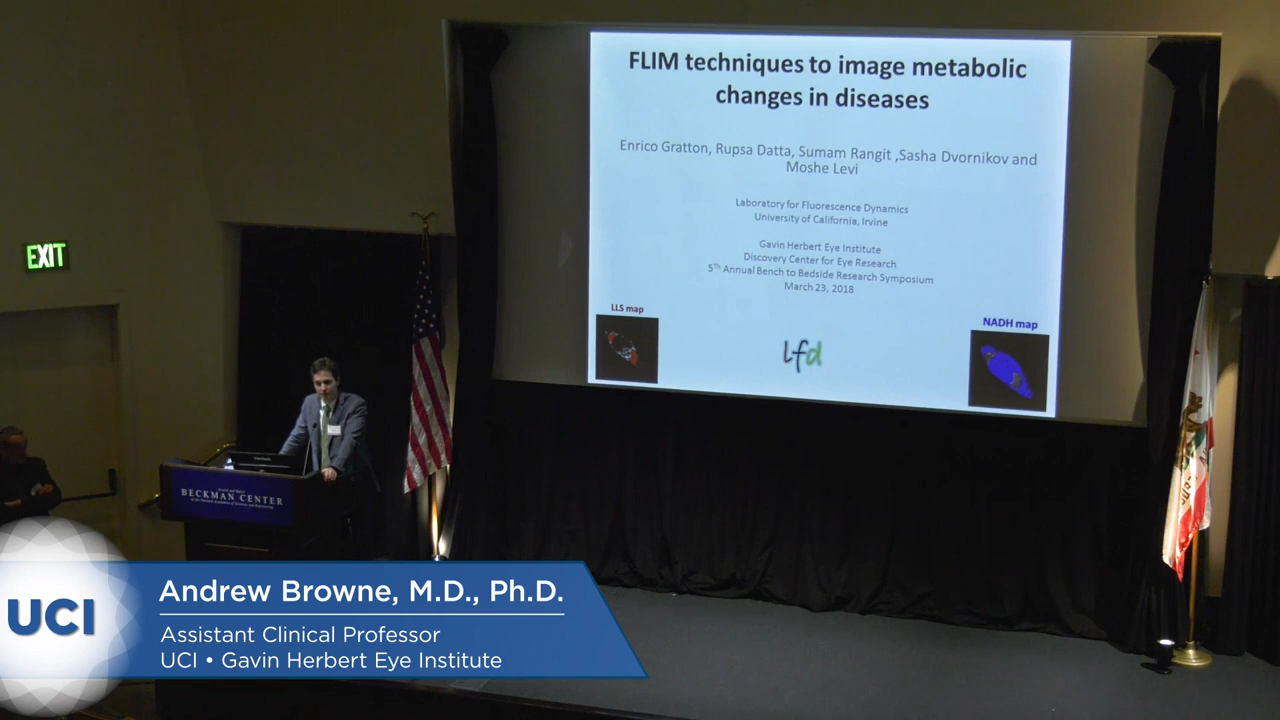 FLIM techniques to image metabolic
changes in diseases
Enrico Gratton, Rupsa Datta, Sumam Rangit ,Sasha Dvornikov and
Moshe Levi
Laboratory for Fluorescence Dynamics
University of California, Irvine
Gavin Herbert Eye Institute
Discovery Center for Eye Research
5Th Annual Bench to Bedside Research Symposium
March 23, 2018
LLS map
NADH map
lfd
EXIT
BECKMAN CENTER
UCI
Andrew Browne, M.D., Ph.D.
Assistant Clinical Professor
UCI • Gavin Herbert Eye Institute